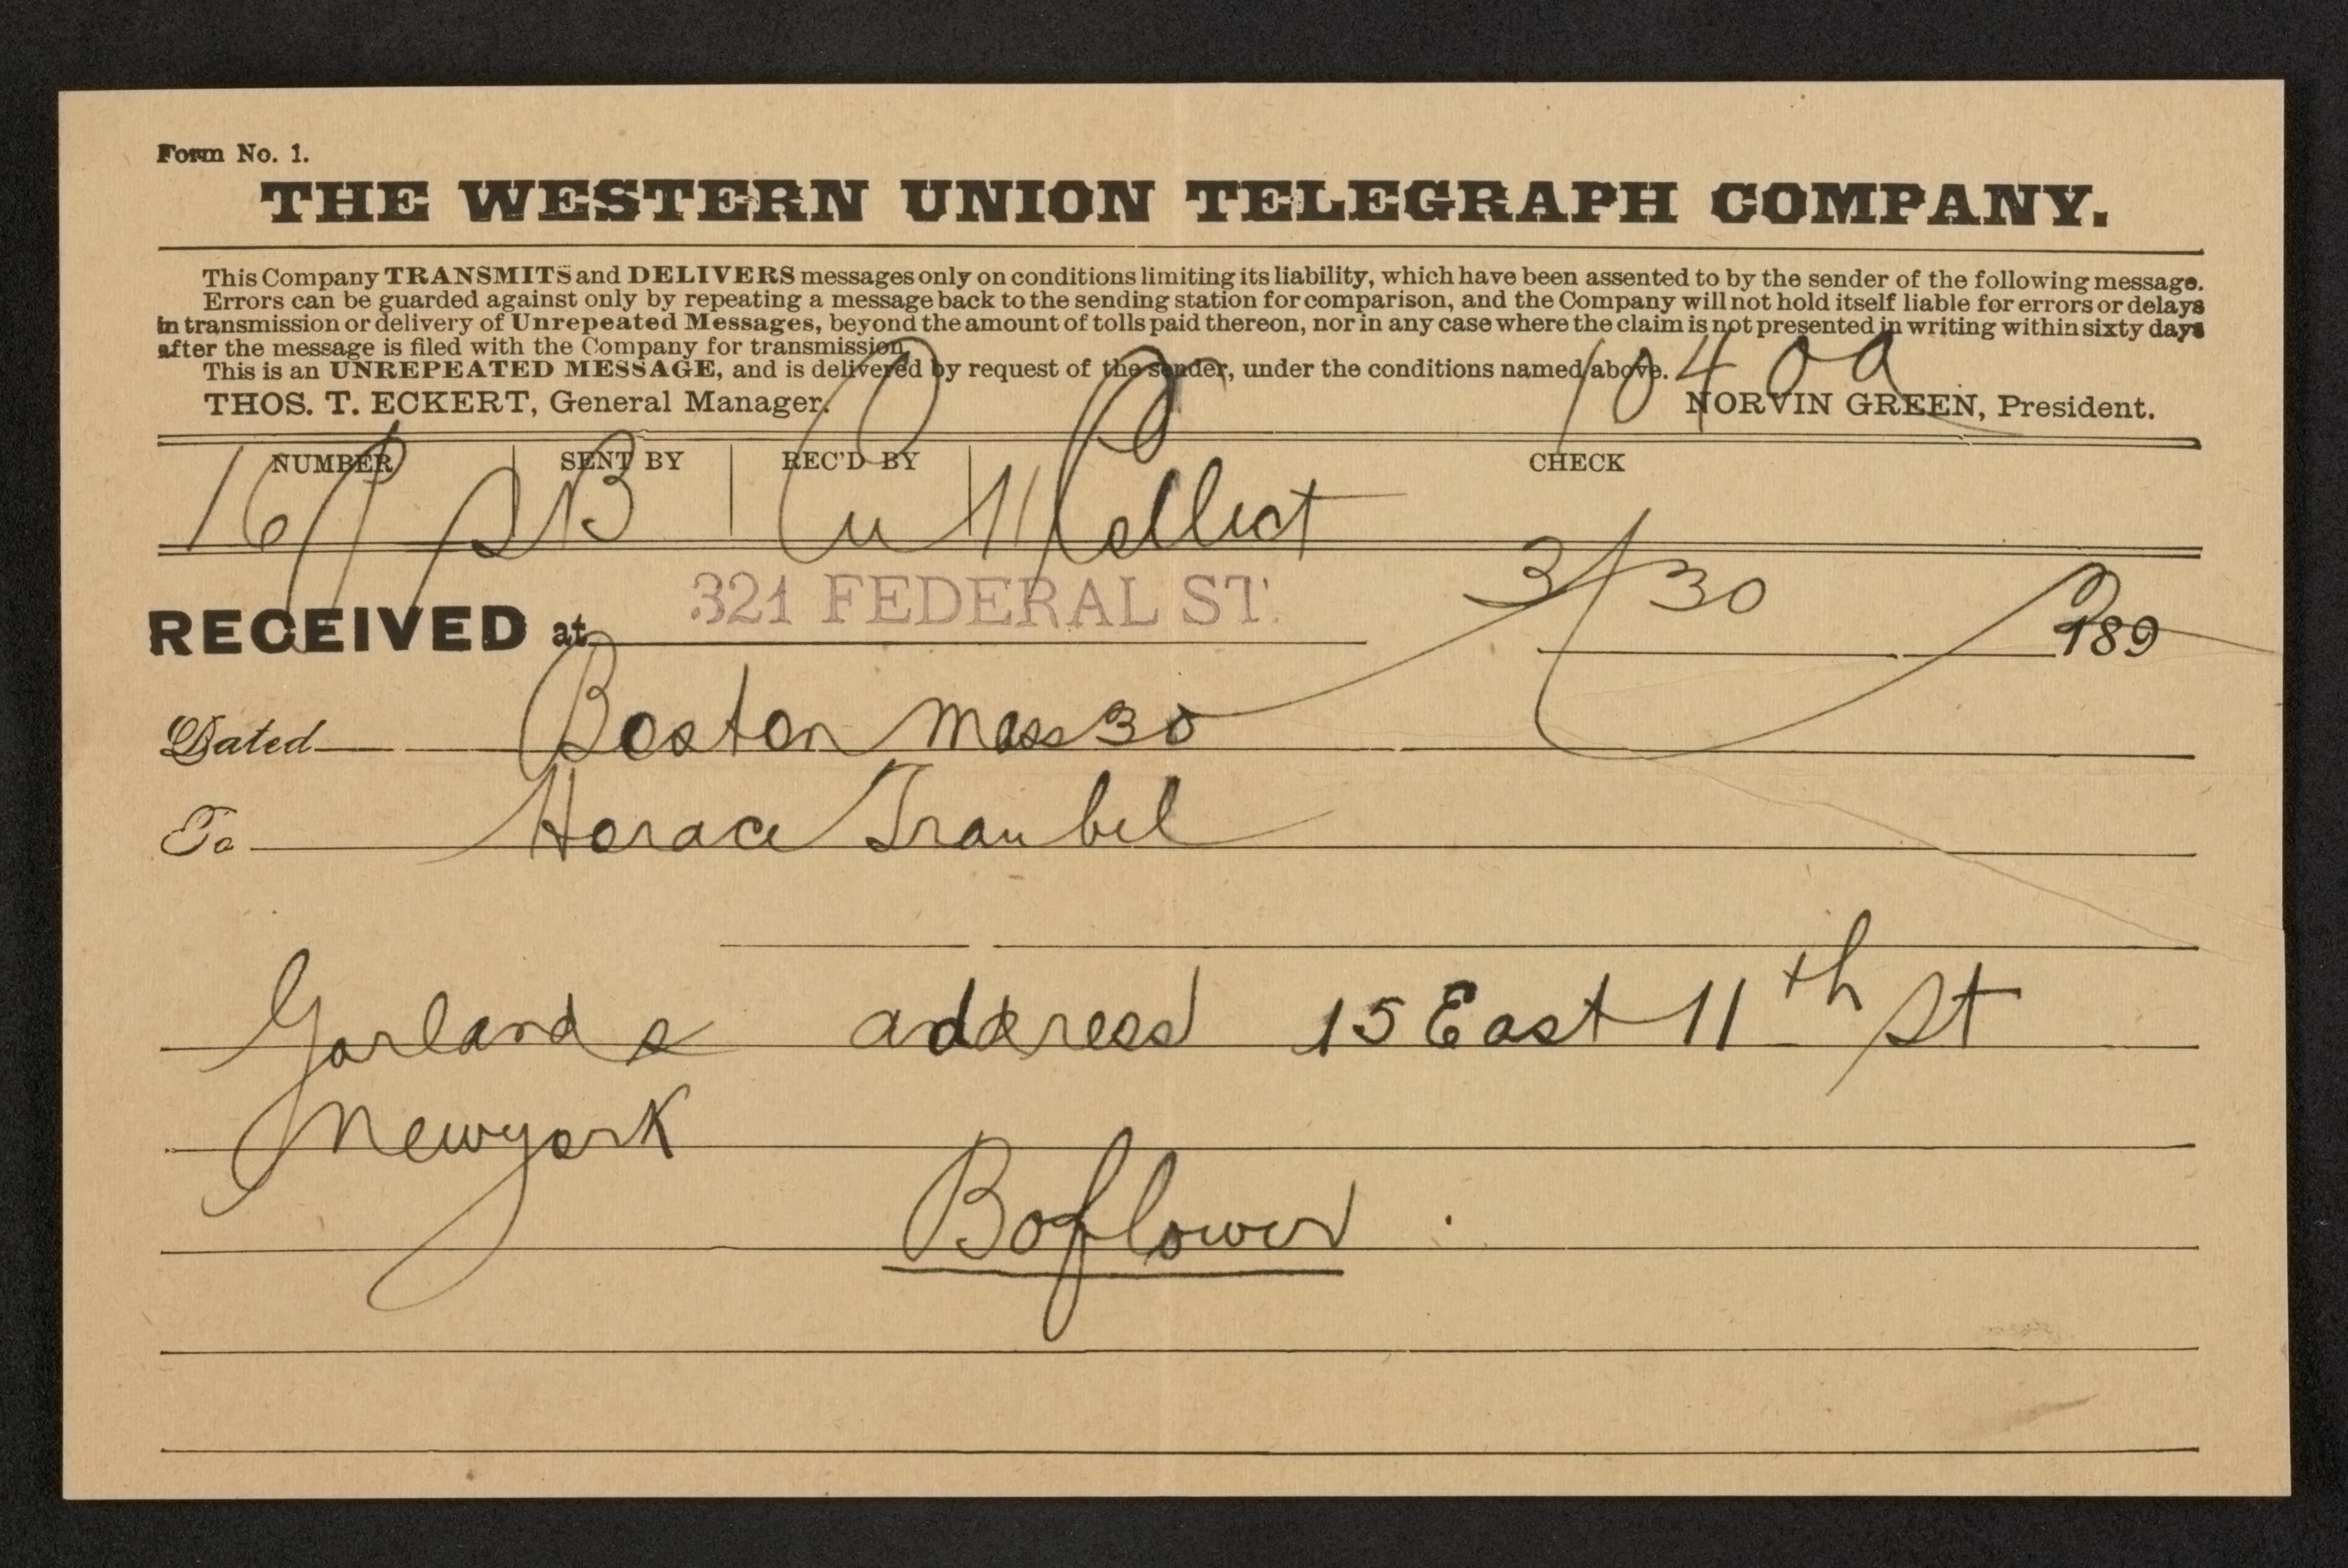 Form No. 1.
THE WESTERN UNION TELEGRAPH COMPANY.
This Company TRANSMITS and DELIVERS messages only on conditions limiting its liability, which have been assented to by the sender of the following message.
Errors can be guarded against only by repeating a message back to the sending station for comparison, and the Company will not hold itself liable for errors or delays
in transmission or delivery of Unrepeated Messages, beyond the amount of tolls paid thereon, nor in any case where the claim is not presented in writing within sixty days
after the message is filed with the Company for transmission.
This is an UNREPEATED MESSAGE, and is delivered by request of the sender, under the conditions named above.
1040a
THOS. T. ECKERT, General Manager. NORVIN GREEN, President.
NUMBER SENT BY REC'D BY CHECK
16 Collect
RECEIVED at 321 FEDERAL ST. 3/30 189
Dated Boston Mass 30
To Horace Traubel
Garlands address 15 East 11th St
Newyork
Boflower